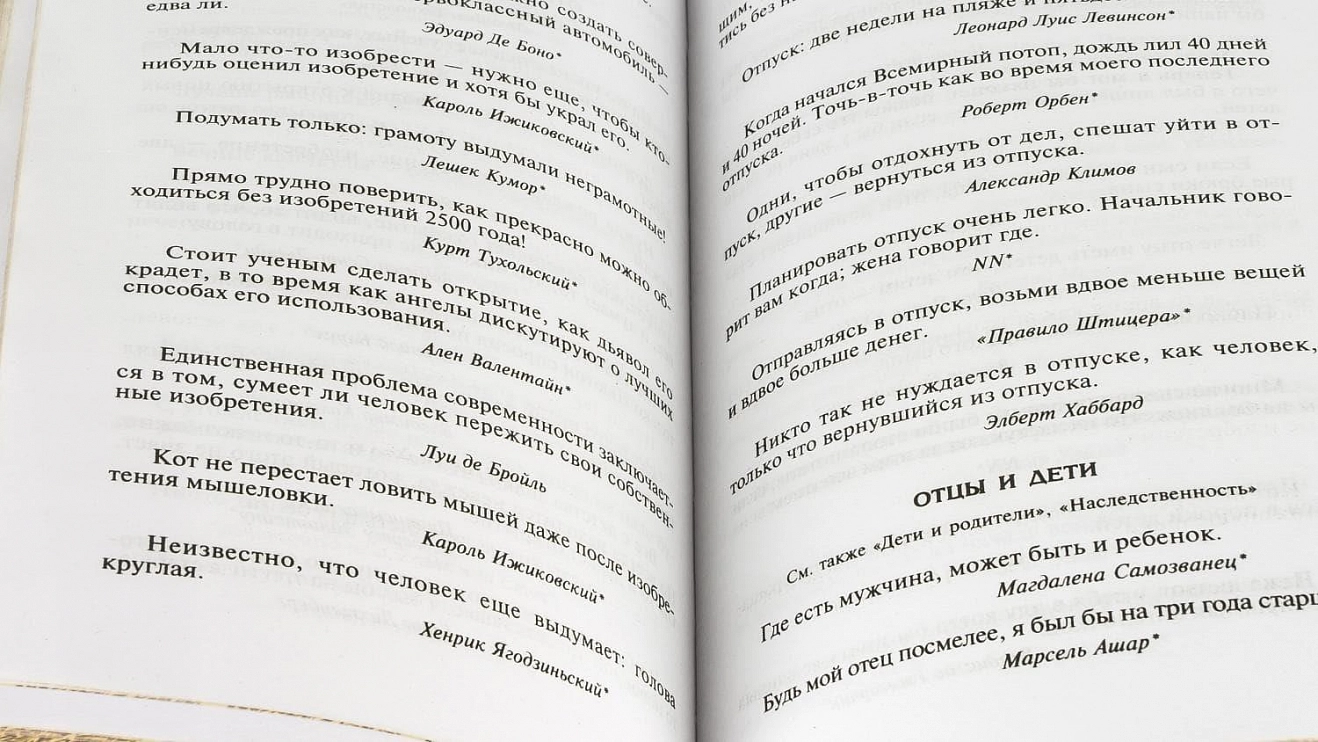 жно создать совер-
рвоклассный автомобиль —
едва ли.
Эдуард Де Боно*
Мало что-то изобрести — нужно еще, чтобы кто-
нибудь оценил изобретение и хотя бы украл его.
Кароль Ижиковский*
Подумать только: грамоту выдумали неграмотные!
Лешек Кумор*
Прямо трудно поверить, как прекрасно можно об-
ходиться без изобретений 2500 года!
Курт Тухольский*
Стоит ученым сделать открытие, как дьявол его
крадет, в то время как ангелы дискутируют о лучших
способах его использования.
Ален Валентайн*
Единственная проблема современности заключает-
ся в том, сумеет ли человек пережить свои собствен-
ные изобретения.
Луи де Бройль
Кот не перестает ловить мышей даже после изобре-
тения мышеловки.
Кароль Ижиковский*
Неизвестно, что человек еще выдумает: голова
круглая.
Хенрик Ягодзиньский*
шим,
тись без н
Отпуск: две недели на пляже и
Леонард Луис Левинсон*
Когда начался Всемирный потоп, дождь лил 40 дней
и 40 ночей. Точь-в-точь как во время моего последнего
отпуска.
Роберт Орбен*
Одни, чтобы отдохнуть от дел, спешат уйти в от-
пуск, другие — вернуться из отпуска.
Александр Климов
Планировать отпуск очень легко. Начальник гово-
рит вам когда; жена говорит где.
NN*
Отправляясь в отпуск, возьми вдвое меньше вещей
и вдвое больше денег.
«Правило Штицера»*
Никто так не нуждается в отпуске, как человек,
только что вернувшийся из отпуска.
Элберт Хаббард
ОТЦЫ И ДЕТИ
См. также «Дети и родители», «Наследственность»
Где есть мужчина, может быть и ребенок.
Магдалена Самозванец*
Будь мой отец посмелее, я был бы на три года старш
Марсель Ашар*